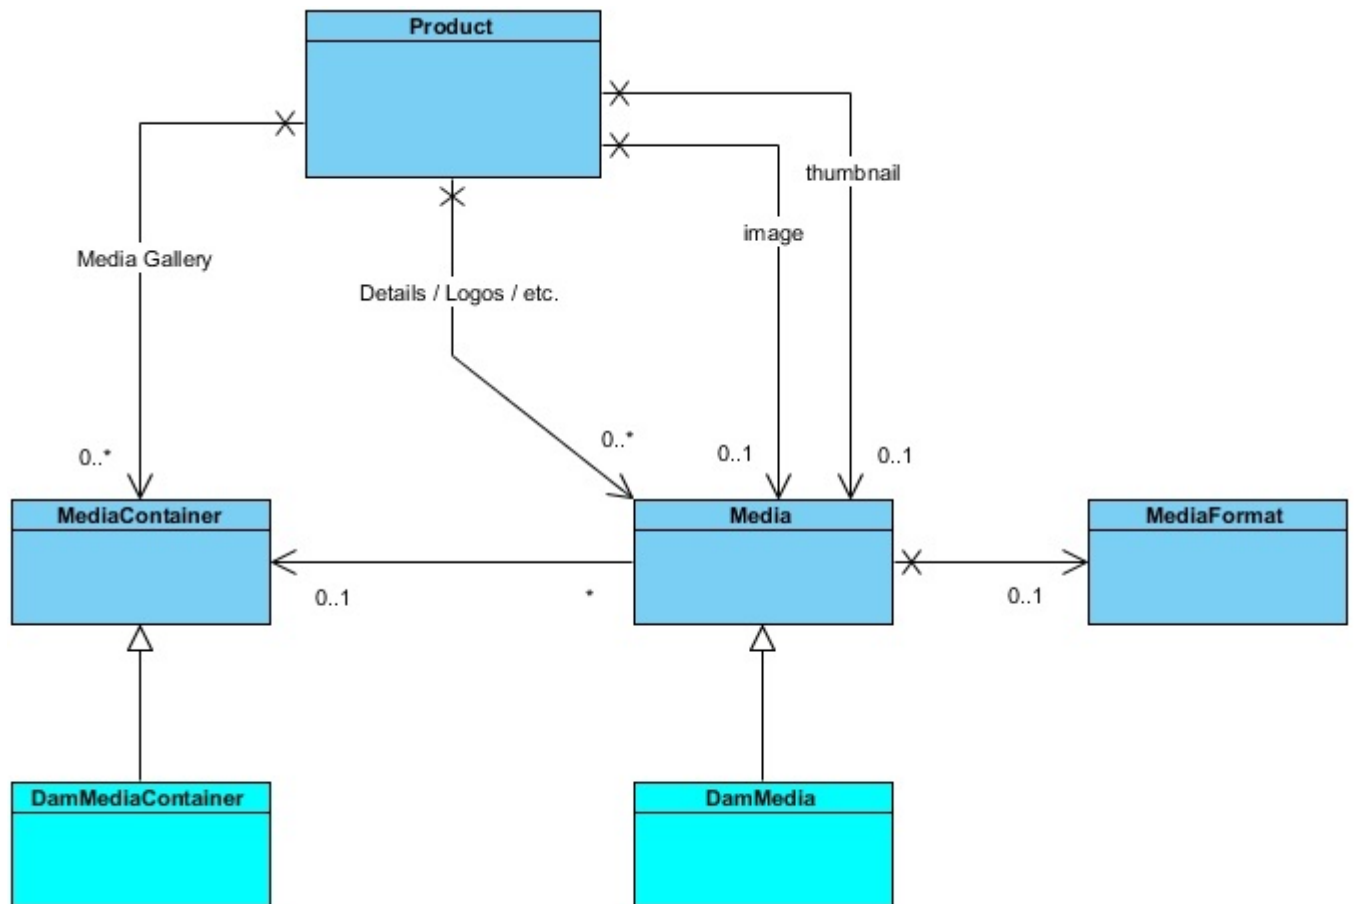 Product
thumbnail
image
Media Gallery
Details / Logos / etc.
0..*
0..1
0..1
0..*
MediaContainer
Media
MediaFormat
0..1
*
0..1
DamMediaContainer
DamMedia